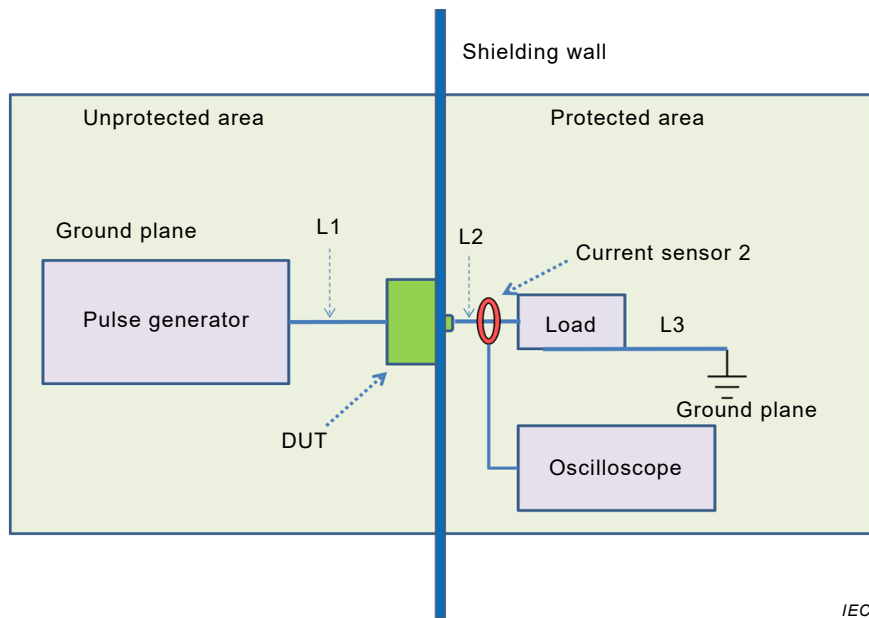 Shielding wall
Unprotected area
Protected area
Ground plane
L1
L2
Current sensor 2
Pulse generator
Load
L3
Ground plane
DUT
Oscilloscope
IEC